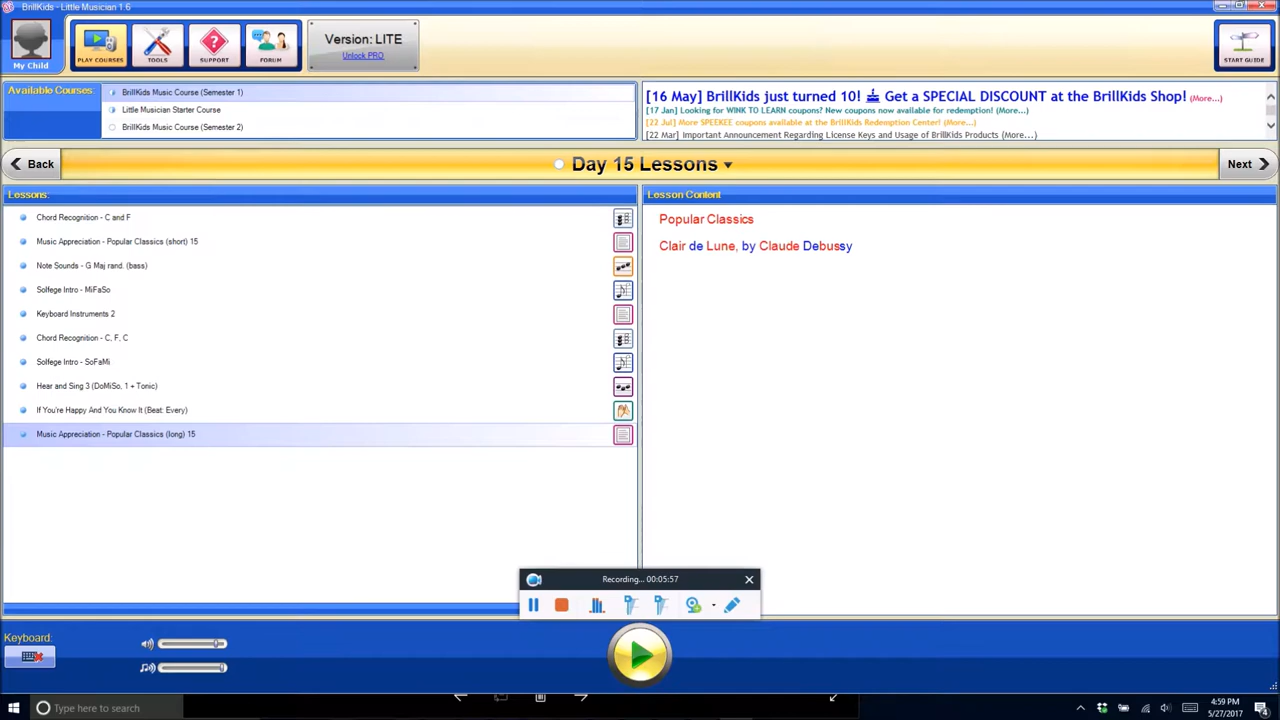 BrillKids - Little Musician 1.6
My Child
PLAY COURSES
TOOLS
SUPPORT
FORUM
Version: LITE
Unlock PRO
START GUIDE
Available Courses:
BrillKids Music Course (Semester 1)
Little Musician Starter Course
BrillKids Music Course (Semester 2)
[16 May] BrillKids just turned 10! Get a SPECIAL DISCOUNT at the BrillKids Shop! (More...)
[17 Jan] Looking for WINK TO LEARN coupons? New coupons now available for redemption! (More...)
[22 Jul] More SPEEKEE coupons available at the BrillKids Redemption Center! (More...)
[22 Mar] Important Announcement Regarding License Keys and Usage of BrillKids Products (More...)
Back
Day 15 Lessons
Next
Lessons:
Chord Recognition - C and F
Music Appreciation - Popular Classics (short) 15
Note Sounds - G Maj rand. (bass)
Solfege Intro - MiFaSo
Keyboard Instruments 2
Chord Recognition - C, F, C
Solfege Intro - SoFaMi
Hear and Sing 3 (DoMiSo, 1 + Tonic)
If You're Happy And You Know It (Beat: Every)
Music Appreciation - Popular Classics (long) 15
Lesson Content
Popular Classics
Clair de Lune, by Claude Debussy
Recording... 00:05:57
Keyboard:
Type here to search
4:59 PM
5/27/2017
4